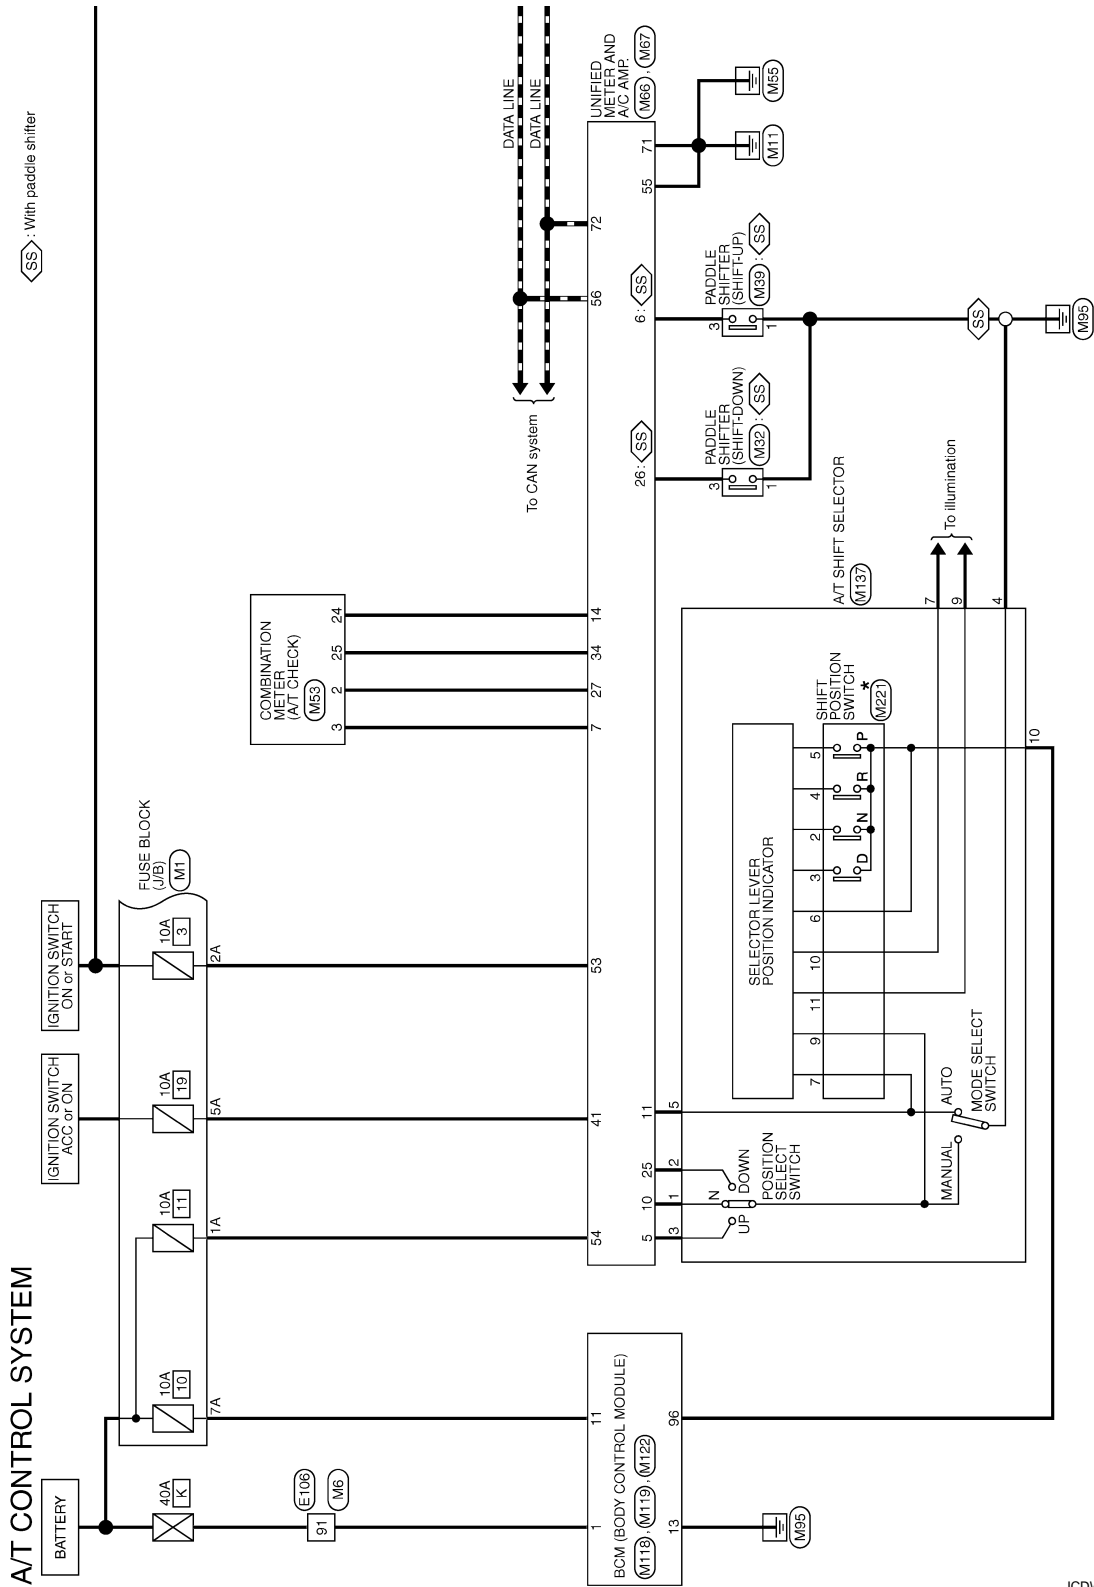 A/T CONTROL SYSTEM
SS : With paddle shifter
BATTERY
IGNITION SWITCH
ACC or ON
IGNITION SWITCH
ON or START
40A
K
10A
10
10A
11
10A
19
10A
3
FUSE BLOCK
(J/B)
M1
7A
1A
5A
2A
91
E106
M6
COMBINATION
METER
(A/T CHECK)
M53
3
2
25
24
DATA LINE
DATA LINE
To CAN system
1
11
BCM (BODY CONTROL MODULE)
M118 , M119 , M122
13
96
M95
54
41
53
7
27
34
14
56
72
UNIFIED
METER AND
A/C AMP.
M66 , M67
5
10
25
11
26 : SS
6 : SS
55
71
M11
M55
3
1
2
5
PADDLE
SHIFTER
(SHIFT-DOWN)
M32 : SS
3
1
PADDLE
SHIFTER
(SHIFT-UP)
M39 : SS
3
1
SS
M95
A/T SHIFT SELECTOR
M137
To illumination
7
9
4
10
SELECTOR LEVER
POSITION INDICATOR
SHIFT
POSITION
SWITCH
*
M221
7
9
11
10
6
3
2
4
5
D
N
R
P
UP
N
DOWN
POSITION
SELECT
SWITCH
MANUAL
AUTO
MODE SELECT
SWITCH